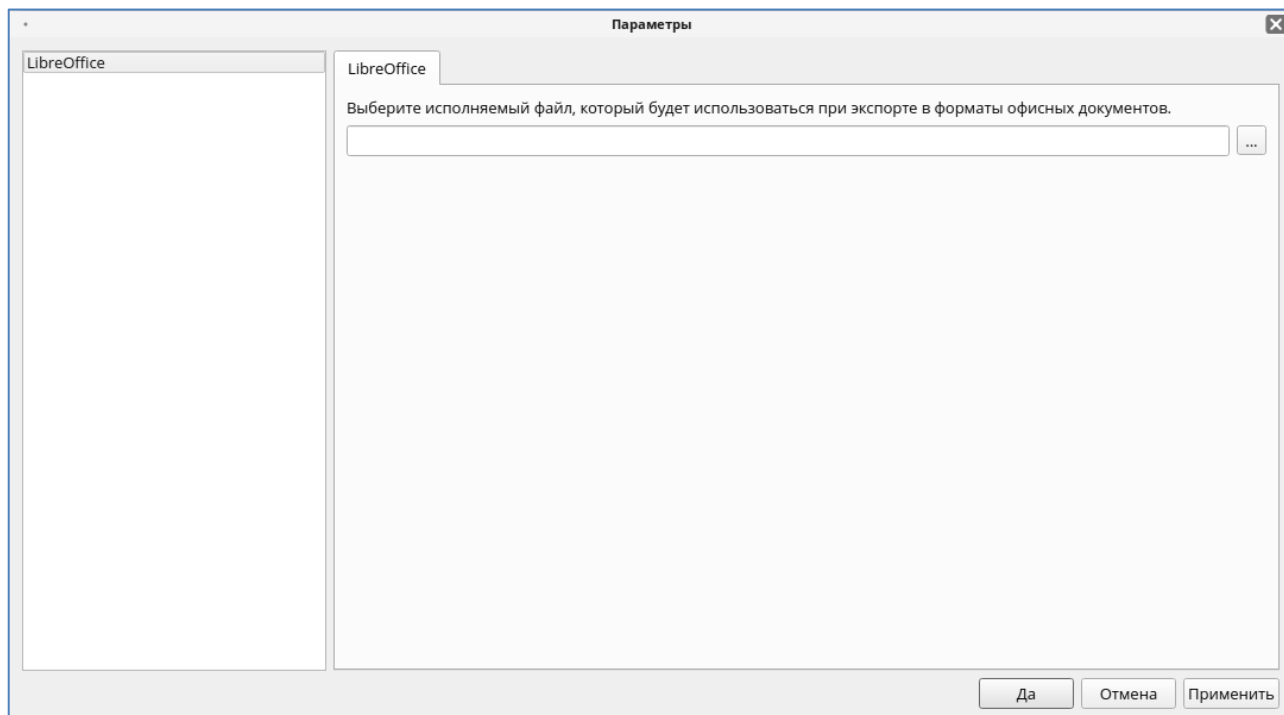 Параметры
LibreOffice
LibreOffice
Выберите исполняемый файл, который будет использоваться при экспорте в форматы офисных документов.
...
Да
Отмена
Применить